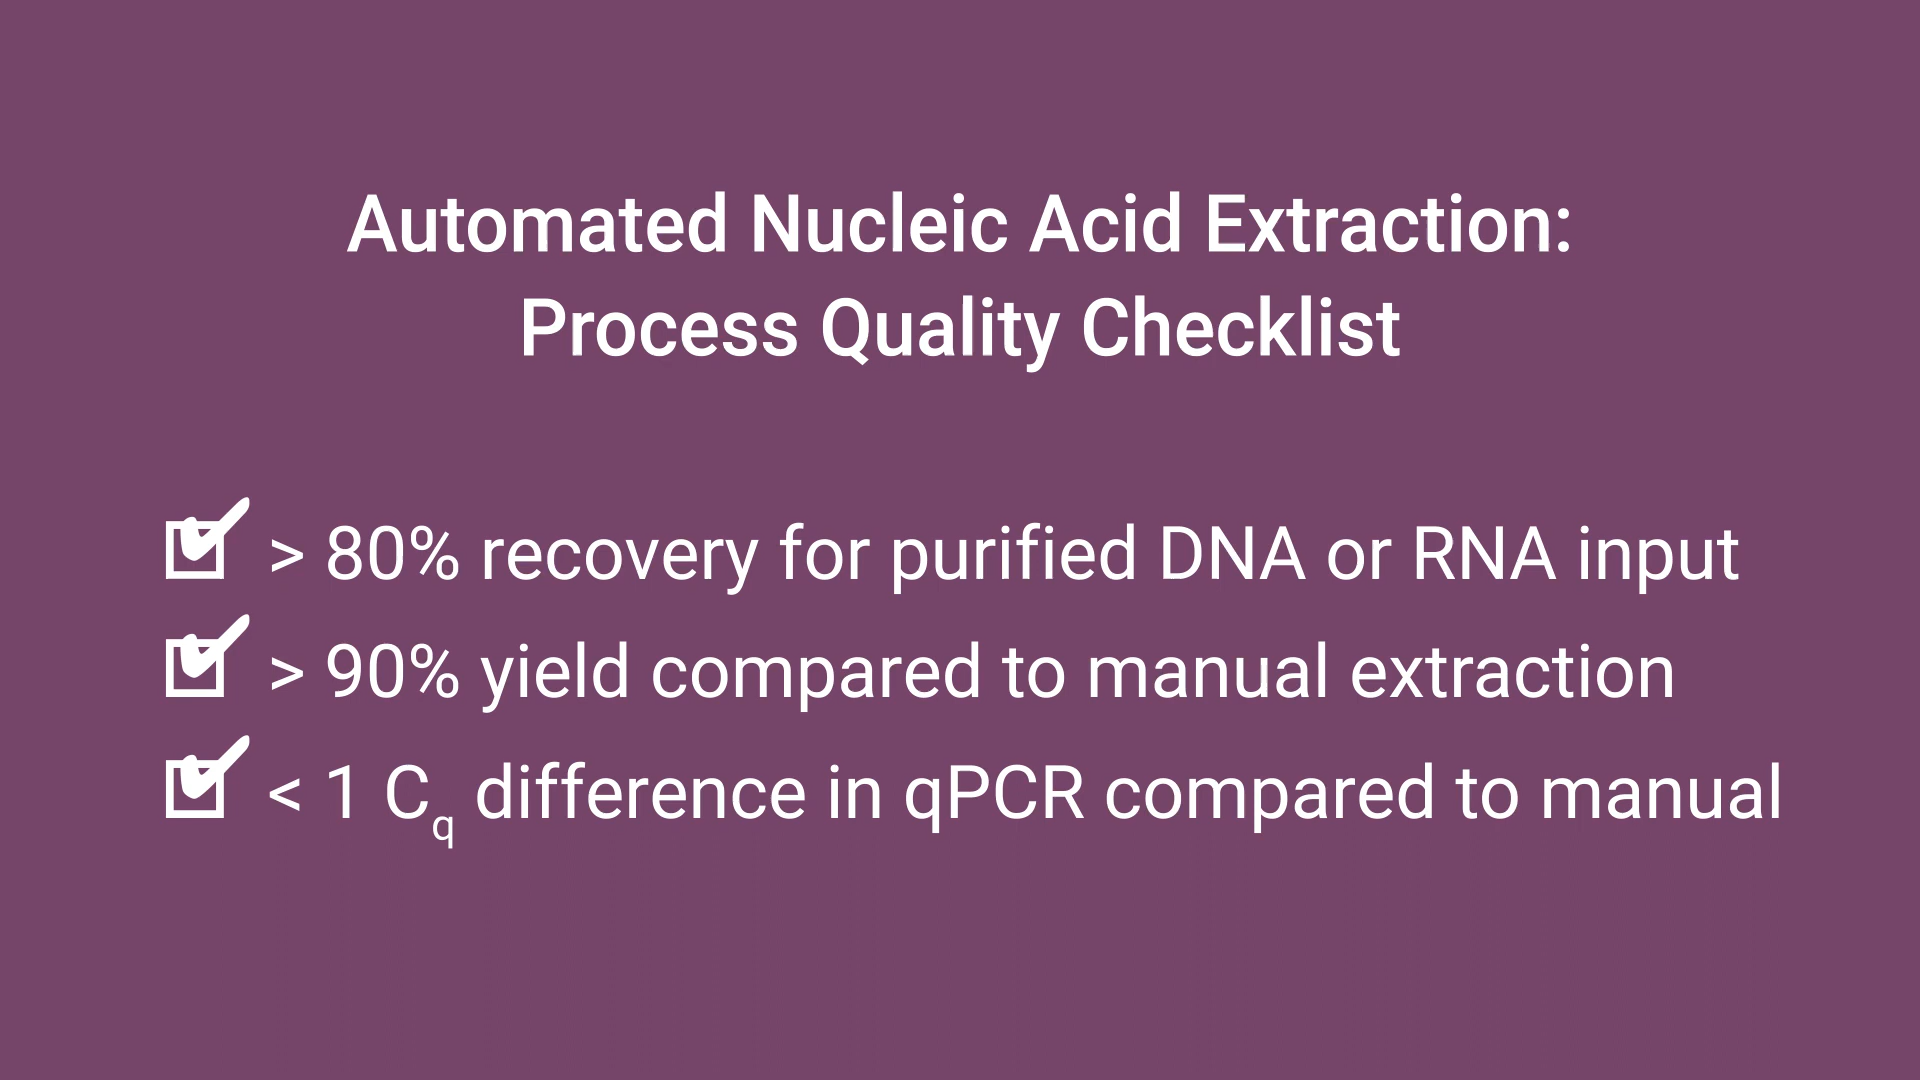 Automated Nucleic Acid Extraction:
Process Quality Checklist
> 80% recovery for purified DNA or RNA input
> 90% yield compared to manual extraction
< 1 Cq difference in qPCR compared to manual